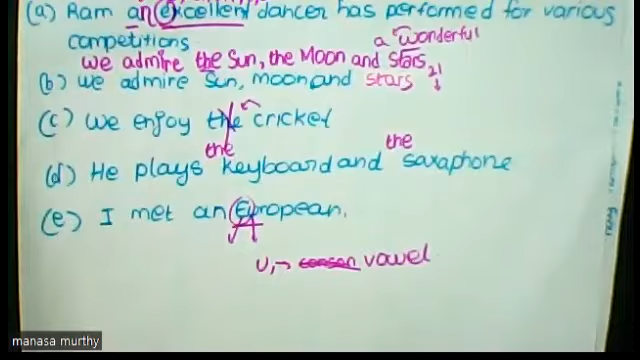 (a) Ram an excellent dancer has performed for various
competitions
a wonderful
we admire the Sun, the Moon and stars
(b) we admire Sun, moon and stars
(c) we enjoy the cricket
the
the
(d) He plays keyboard and saxaphone
(e) I met an European.
U, → vowel
manasa murthy